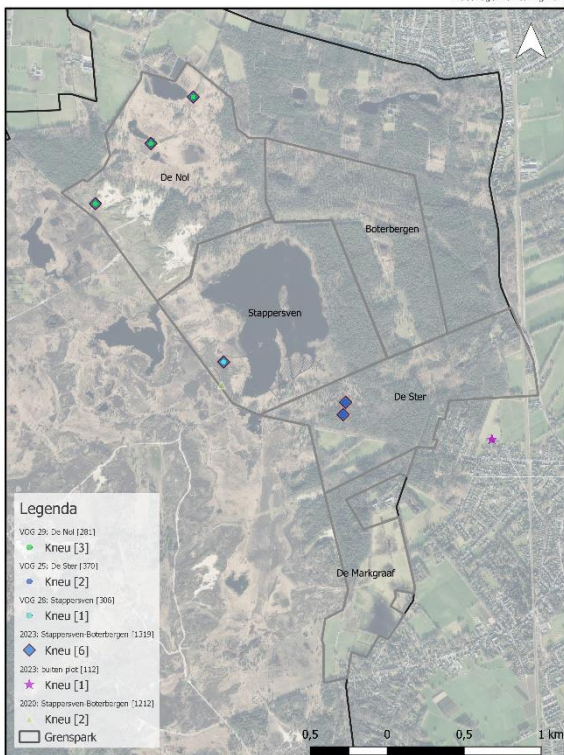 De Nol
Boterbergen
Stappersven
De Ster
De Markgraaf
Legenda
VOG 29: De Nol [281]
Kneu [3]
VOG 25: De Ster [370]
Kneu [2]
VOG 28: Stappersven [306]
Kneu [1]
2023: Stappersven-Boterbergen [1319]
Kneu [6]
2023: buiten plot [112]
Kneu [1]
2020: Stappersven-Boterbergen [1212]
Kneu [2]
Grenspark
0,5 0 0,5 1 km